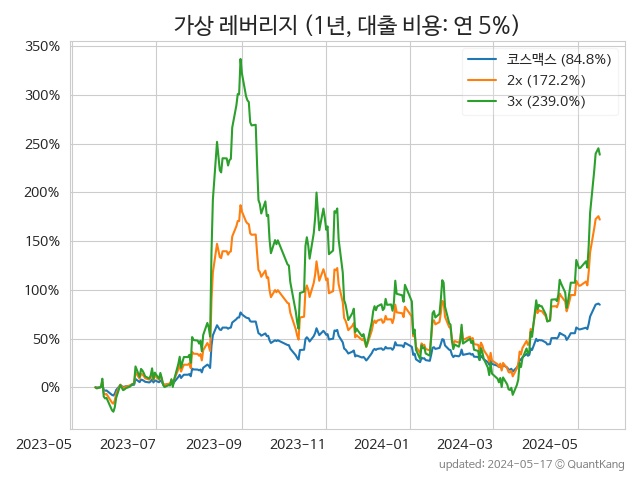 가상 레버리지 (1년, 대출 비용: 연 5%)
350%
300%
250%
200%
150%
100%
50%
0%
코스맥스 (84.8%)
2x (172.2%)
3x (239.0%)
2023-05 2023-07 2023-09 2023-11 2024-01 2024-03 2024-05
updated: 2024-05-17 © QuantKang